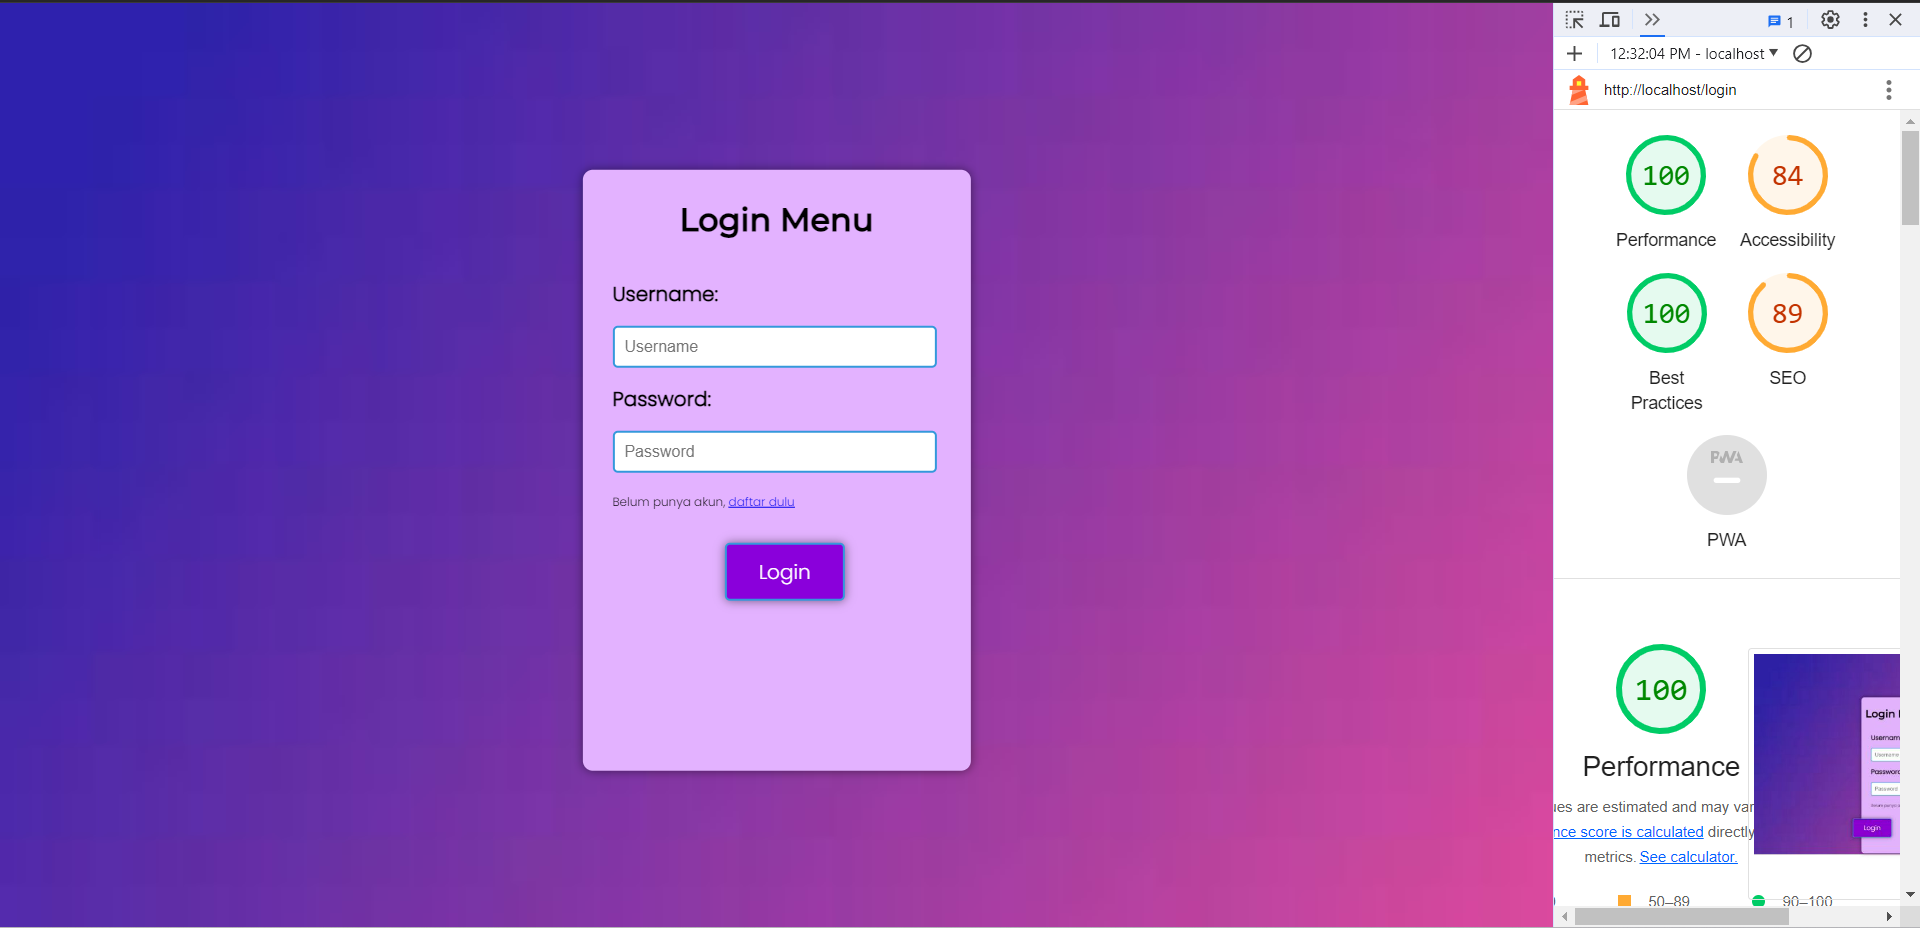 Login Menu
Username:
Username
Password:
Password
Belum punya akun, daftar dulu
Login
1
12:32:04 PM - localhost
http://localhost/login
100
84
Performance
Accessibility
100
89
Best
Practices
SEO
PWA
PWA
100
Performance
ues are estimated and may var
nce score is calculated directly
metrics. See calculator.
50–89
90–100
Login
Usernam
Username
Password
Password
Login